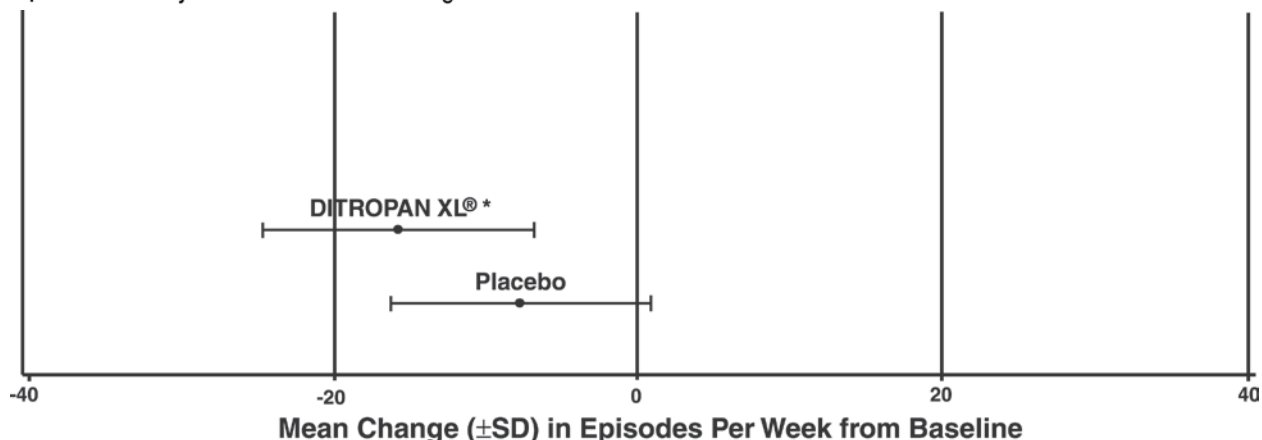 DITROPAN XL® *
Placebo
-40 -20 0 20 40
Mean Change (±SD) in Episodes Per Week from Baseline